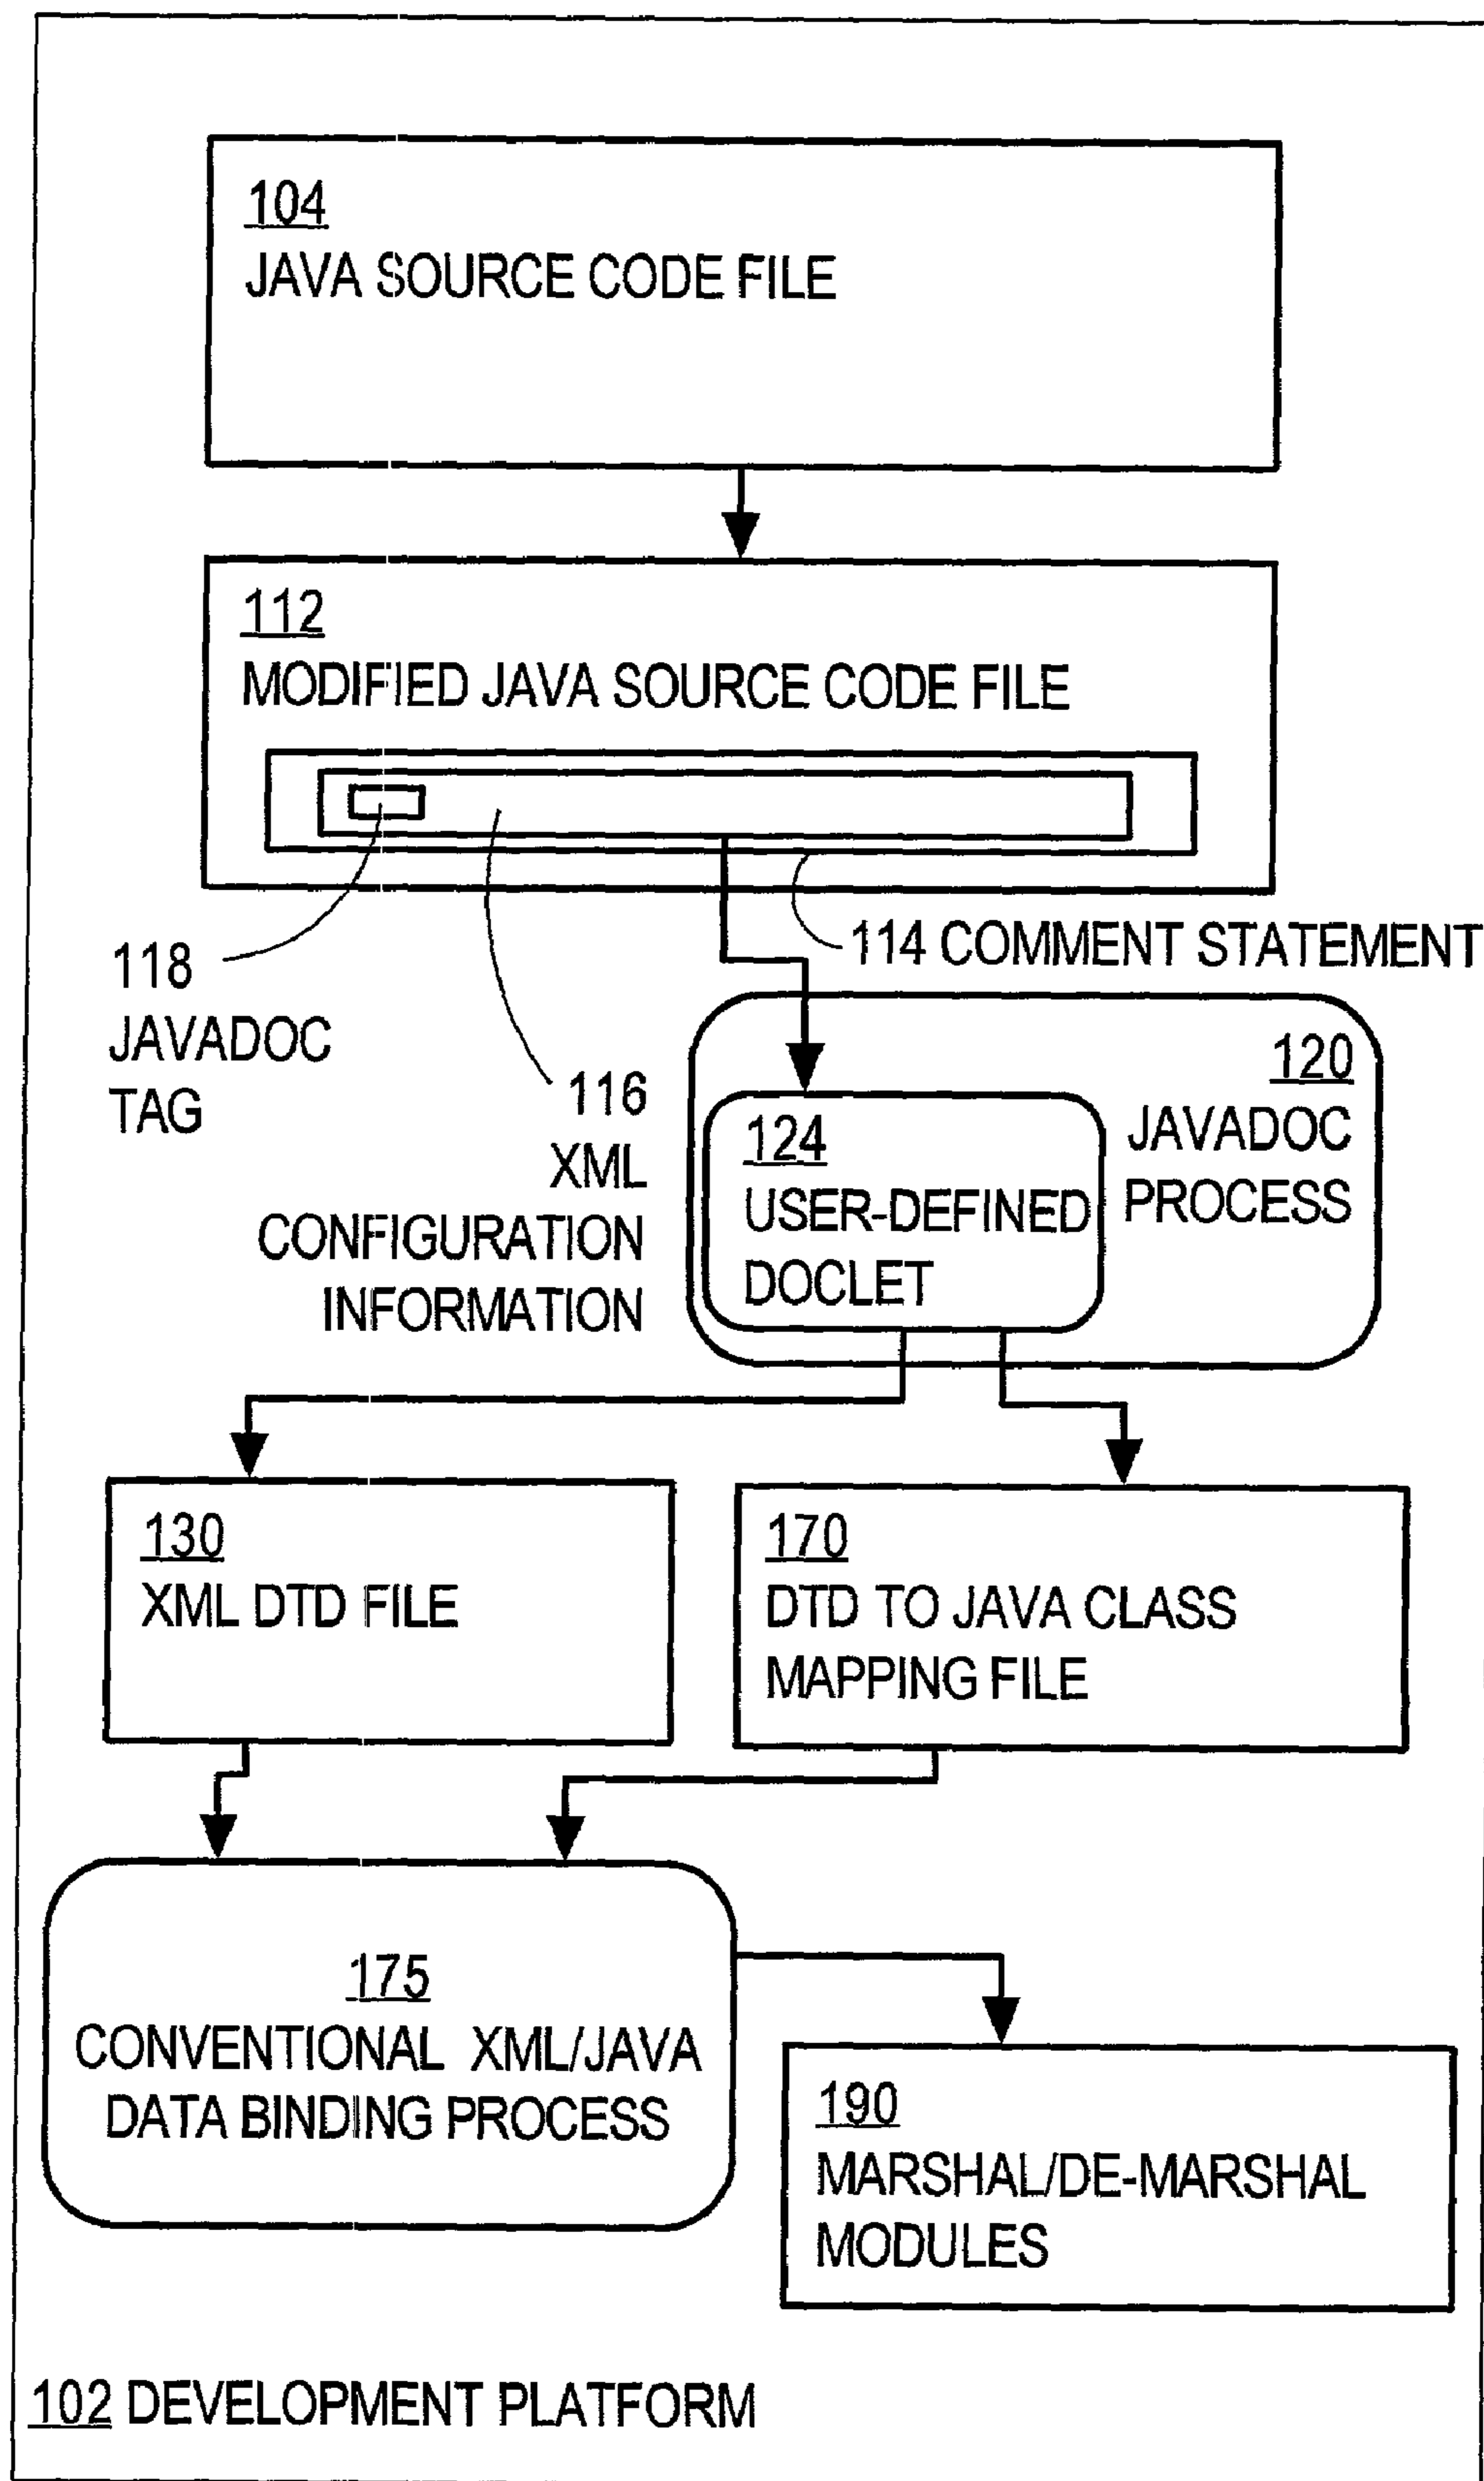 104
JAVA SOURCE CODE FILE
112
MODIFIED JAVA SOURCE CODE FILE
114 COMMENT STATEMENT
118
JAVADOC
TAG
116
XML
CONFIGURATION
INFORMATION
120
JAVADOC
PROCESS
124
USER-DEFINED
DOCLET
130
XML DTD FILE
170
DTD TO JAVA CLASS
MAPPING FILE
175
CONVENTIONAL XML/JAVA
DATA BINDING PROCESS
190
MARSHAL/DE-MARSHAL
MODULES
102 DEVELOPMENT PLATFORM